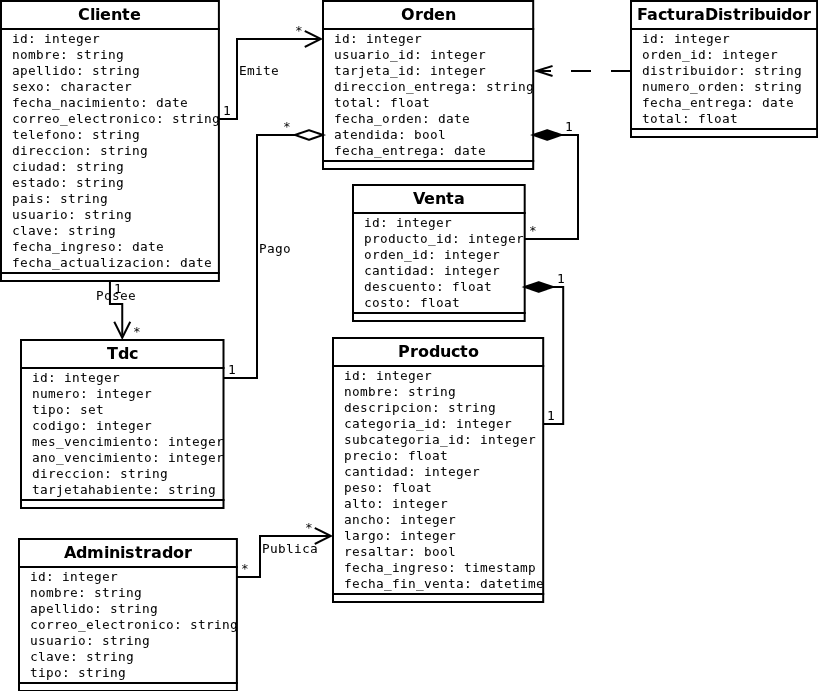 Cliente
id: integer
nombre: string
apellido: string
sexo: character
fecha_nacimiento: date
correo_electronico: string
telefono: string
direccion: string
ciudad: string
estado: string
pais: string
usuario: string
clave: string
fecha_ingreso: date
fecha_actualizacion: date
1
Emite
*
Orden
id: integer
usuario_id: integer
tarjeta_id: integer
direccion_entrega: string
total: float
fecha_orden: date
atendida: bool
fecha_entrega: date
FacturaDistribuidor
id: integer
orden_id: integer
distribuidor: string
numero_orden: string
fecha_entrega: date
total: float
*
Pago
1
1
*
Venta
id: integer
producto_id: integer
orden_id: integer
cantidad: integer
descuento: float
costo: float
1
1
1
Posee
*
Tdc
id: integer
numero: integer
tipo: set
codigo: integer
mes_vencimiento: integer
ano_vencimiento: integer
direccion: string
tarjetahabiente: string
Producto
id: integer
nombre: string
descripcion: string
categoria_id: integer
subcategoria_id: integer
precio: float
cantidad: integer
peso: float
alto: integer
ancho: integer
largo: integer
resaltar: bool
fecha_ingreso: timestamp
fecha_fin_venta: datetime
*
Publica
*
Administrador
id: integer
nombre: string
apellido: string
correo_electronico: string
usuario: string
clave: string
tipo: string